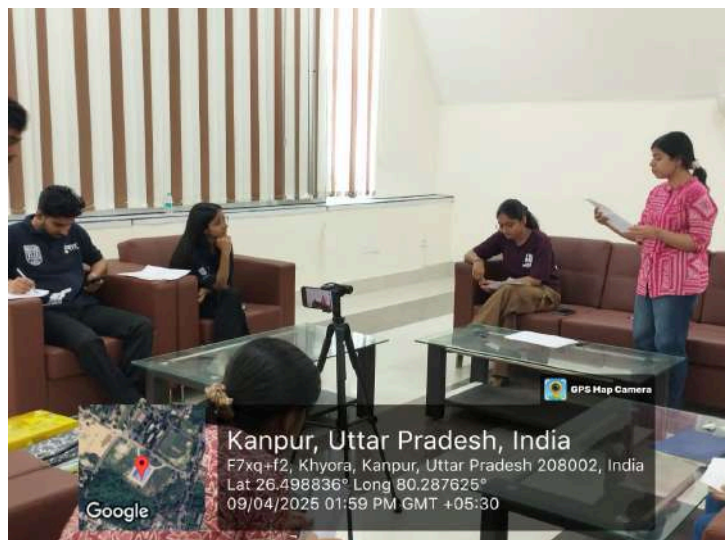 GPS Map Camera
Kanpur, Uttar Pradesh, India
F7xq+f2, Khyora, Kanpur, Uttar Pradesh 208002, India
Lat 26.498836° Long 80.287625°
09/04/2025 01:59 PM GMT +05:30
Google